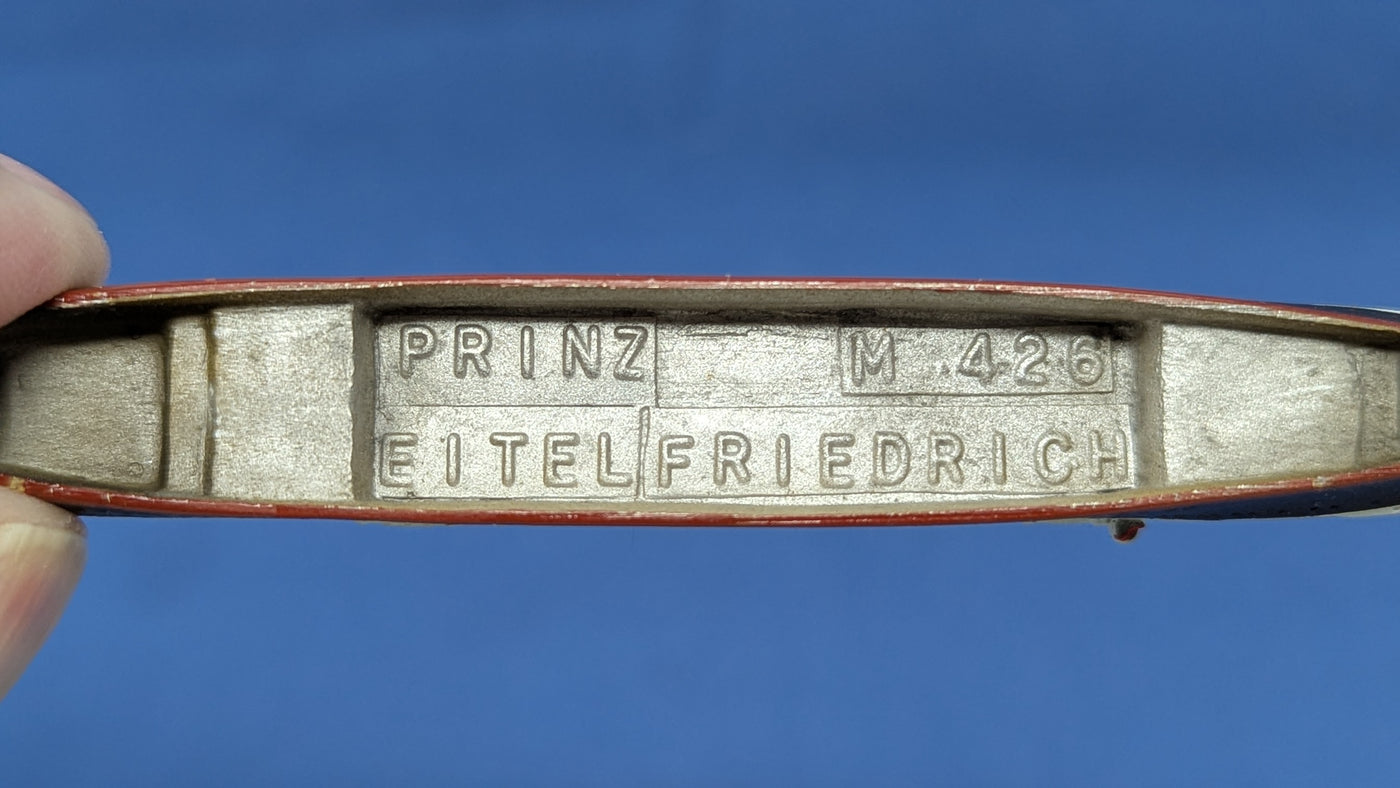 PRINZ M 426
EITEL FRIEDRICH